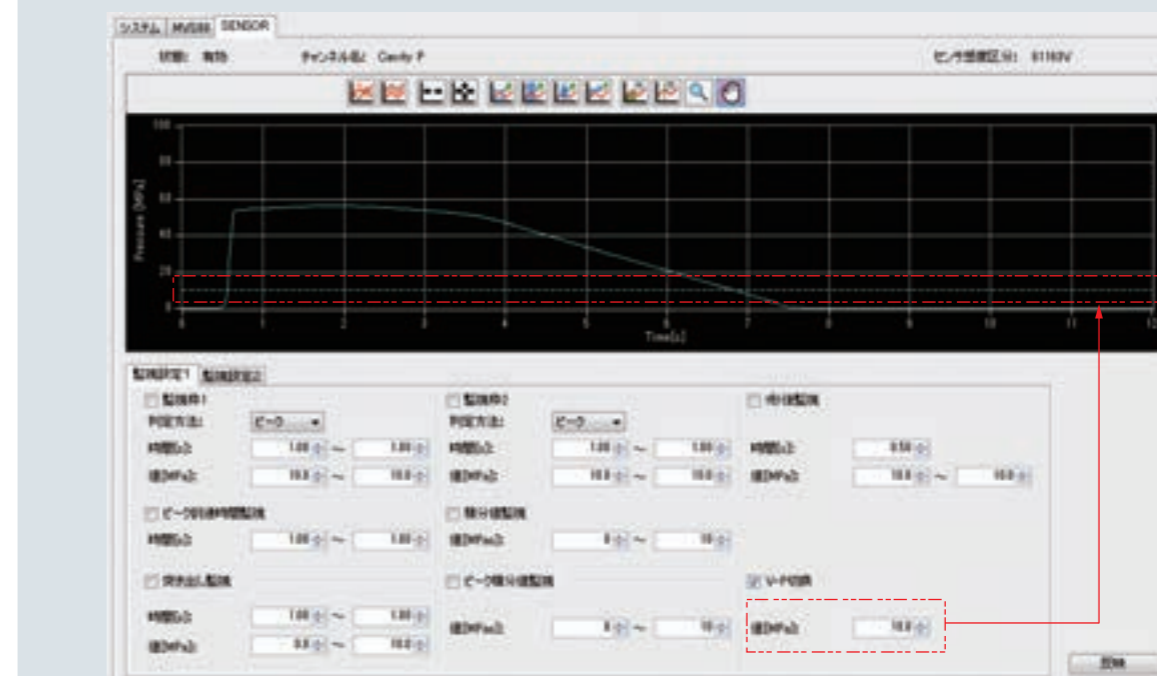 システム MVS08 SENSOR
状態: 有効 チャンネル名: Cavity P センサ感度区分:
100
80
60
40
20
0
Pressure [MPa]
0 1 2 3 4 5 6 7 8 9 10 11 12
Time[s]
監視設定1 監視設定2
監視枠1 監視枠2
判定方法: ピーク 判定方法: ピーク
時間[s]: 1.00 ～ 1.00 時間[s]: 1.00 ～ 1.00 時間[s]: 0.50
値[MPa]: 10.0 ～ 10.0 値[MPa]: 10.0 ～ 10.0 値[MPa]: 10.0 ～ 10.0
ピーク到達時間監視 積分値監視
時間[s]: 1.00 ～ 1.00 値[MPas]: 0 ～ 10
突き出し監視 ピーク積分値監視 V-P切換
時間[s]: 1.00 ～ 1.00 値[MPas]: 0 ～ 10 値[MPa]: 10.0
値[MPa]: 0.0 ～ 10.0
反映